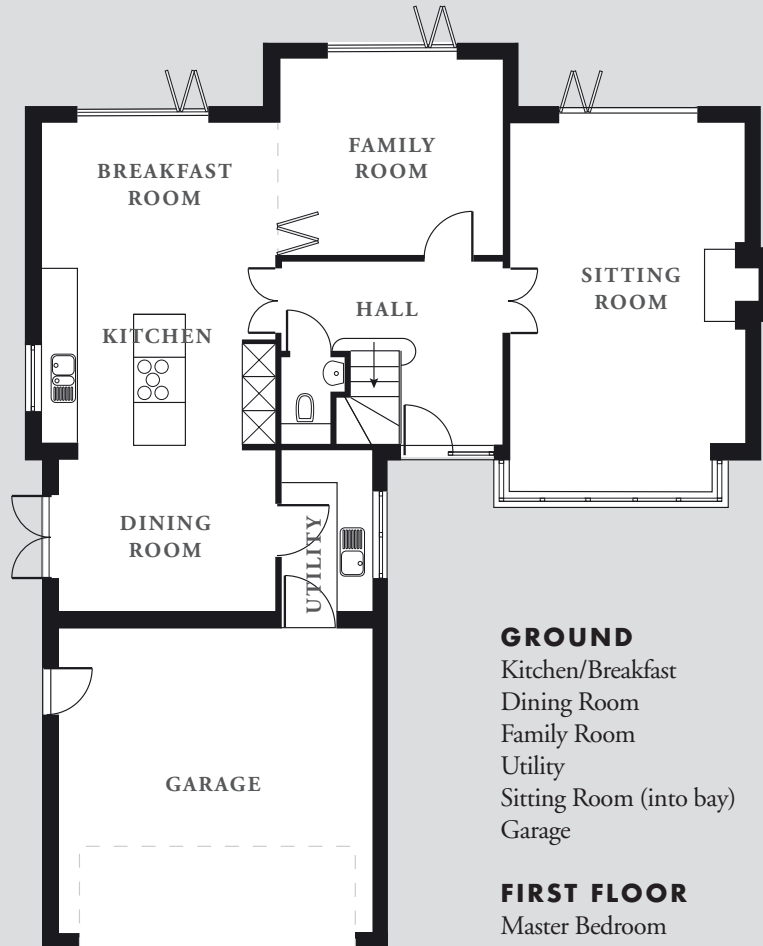 FAMILY
ROOM
BREAKFAST
ROOM
SITTING
ROOM
HALL
KITCHEN
DINING
ROOM
UTILITY
GARAGE
GROUND
Kitchen/Breakfast
Dining Room
Family Room
Utility
Sitting Room (into bay)
Garage
FIRST FLOOR
Master Bedroom